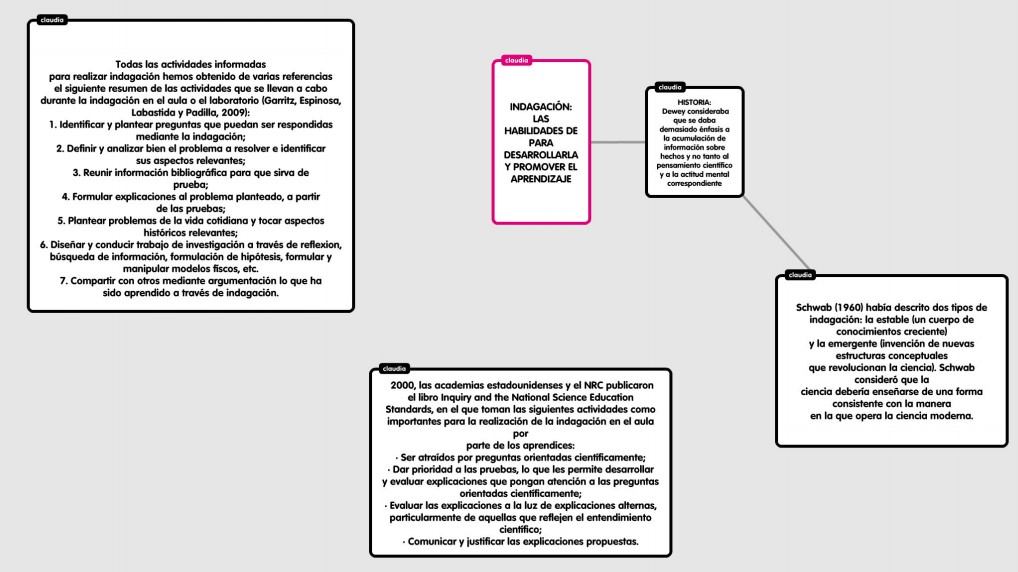 claudia
Todas las actividades informadas
para realizar indagación hemos obtenido de varias referencias
el siguiente resumen de las actividades que se llevan a cabo
durante la indagación en el aula o el laboratorio (Garritz, Espinosa,
Labastida y Padilla, 2009):
1. Identificar y plantear preguntas que puedan ser respondidas
mediante la indagación;
2. Definir y analizar bien el problema a resolver e identificar
sus aspectos relevantes;
3. Reunir información bibliográfica para que sirva de
prueba;
4. Formular explicaciones al problema planteado, a partir
de las pruebas;
5. Plantear problemas de la vida cotidiana y tocar aspectos
históricos relevantes;
6. Diseñar y conducir trabajo de investigación a través de reflexion,
búsqueda de información, formulación de hipótesis, formular y
manipular modelos físcos, etc.
7. Compartir con otros mediante argumentación lo que ha
sido aprendido a través de indagación.
claudia
INDAGACIÓN:
LAS
HABILIDADES DE
PARA
DESARROLLARLA
Y PROMOVER EL
APRENDIZAJE
claudia
HISTORIA:
Dewey consideraba
que se daba
demasiado énfasis a
la acumulación de
información sobre
hechos y no tanto al
pensamiento científico
y a la actitud mental
correspondiente
claudia
Schwab (1960) había descrito dos tipos de
indagación: la estable (un cuerpo de
conocimientos creciente)
y la emergente (invención de nuevas
estructuras conceptuales
que revolucionan la ciencia). Schwab
consideró que la
ciencia debería enseñarse de una forma
consistente con la manera
en la que opera la ciencia moderna.
claudia
2000, las academias estadounidenses y el NRC publicaron
el libro Inquiry and the National Science Education
Standards, en el que toman las siguientes actividades como
importantes para la realización de la indagación en el aula
por
parte de los aprendices:
· Ser atraídos por preguntas orientadas científicamente;
· Dar prioridad a las pruebas, lo que les permite desarrollar
y evaluar explicaciones que pongan atención a las preguntas
orientadas científicamente;
· Evaluar las explicaciones a la luz de explicaciones alternas,
particularmente de aquellas que reflejen el entendimiento
científico;
· Comunicar y justificar las explicaciones propuestas.